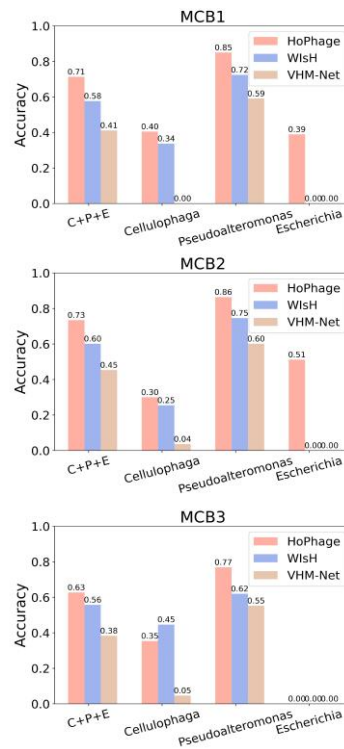 MCB1
HoPhage
WIsH
VHM-Net
Accuracy
1.0
0.8
0.6
0.4
0.2
0.0
0.71
0.58
0.41
0.40
0.34
0.00
0.85
0.72
0.59
0.39
0.00
0.00
C+P+E
Cellulophaga
Pseudoalteromonas
Escherichia
MCB2
HoPhage
WIsH
VHM-Net
Accuracy
1.0
0.8
0.6
0.4
0.2
0.0
0.73
0.60
0.45
0.30
0.25
0.04
0.86
0.75
0.60
0.51
0.00
0.00
C+P+E
Cellulophaga
Pseudoalteromonas
Escherichia
MCB3
HoPhage
WIsH
VHM-Net
Accuracy
1.0
0.8
0.6
0.4
0.2
0.0
0.63
0.56
0.38
0.35
0.45
0.05
0.77
0.62
0.55
0.00
0.00
0.00
C+P+E
Cellulophaga
Pseudoalteromonas
Escherichia